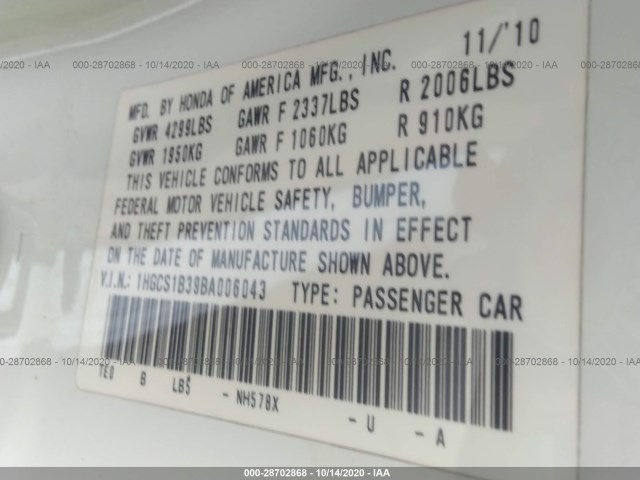 000-28702868 - 10/14/2020 - IAA
11/'10
MFD. BY HONDA OF AMERICA MFG., INC.
GVWR 4299LBS GAWR F 2337LBS R 2006LBS
GVWR 1950KG GAWR F 1060KG R 910KG
THIS VEHICLE CONFORMS TO ALL APPLICABLE
FEDERAL MOTOR VEHICLE SAFETY, BUMPER,
AND THEFT PREVENTION STANDARDS IN EFFECT
ON THE DATE OF MANUFACTURE SHOWN ABOVE.
V.I.N.: 1HGCS1B39BA006043 TYPE: PASSENGER CAR
TE0 B LB$ - NH578X - U - A
000-28702868 - 10/14/2020 - IAA